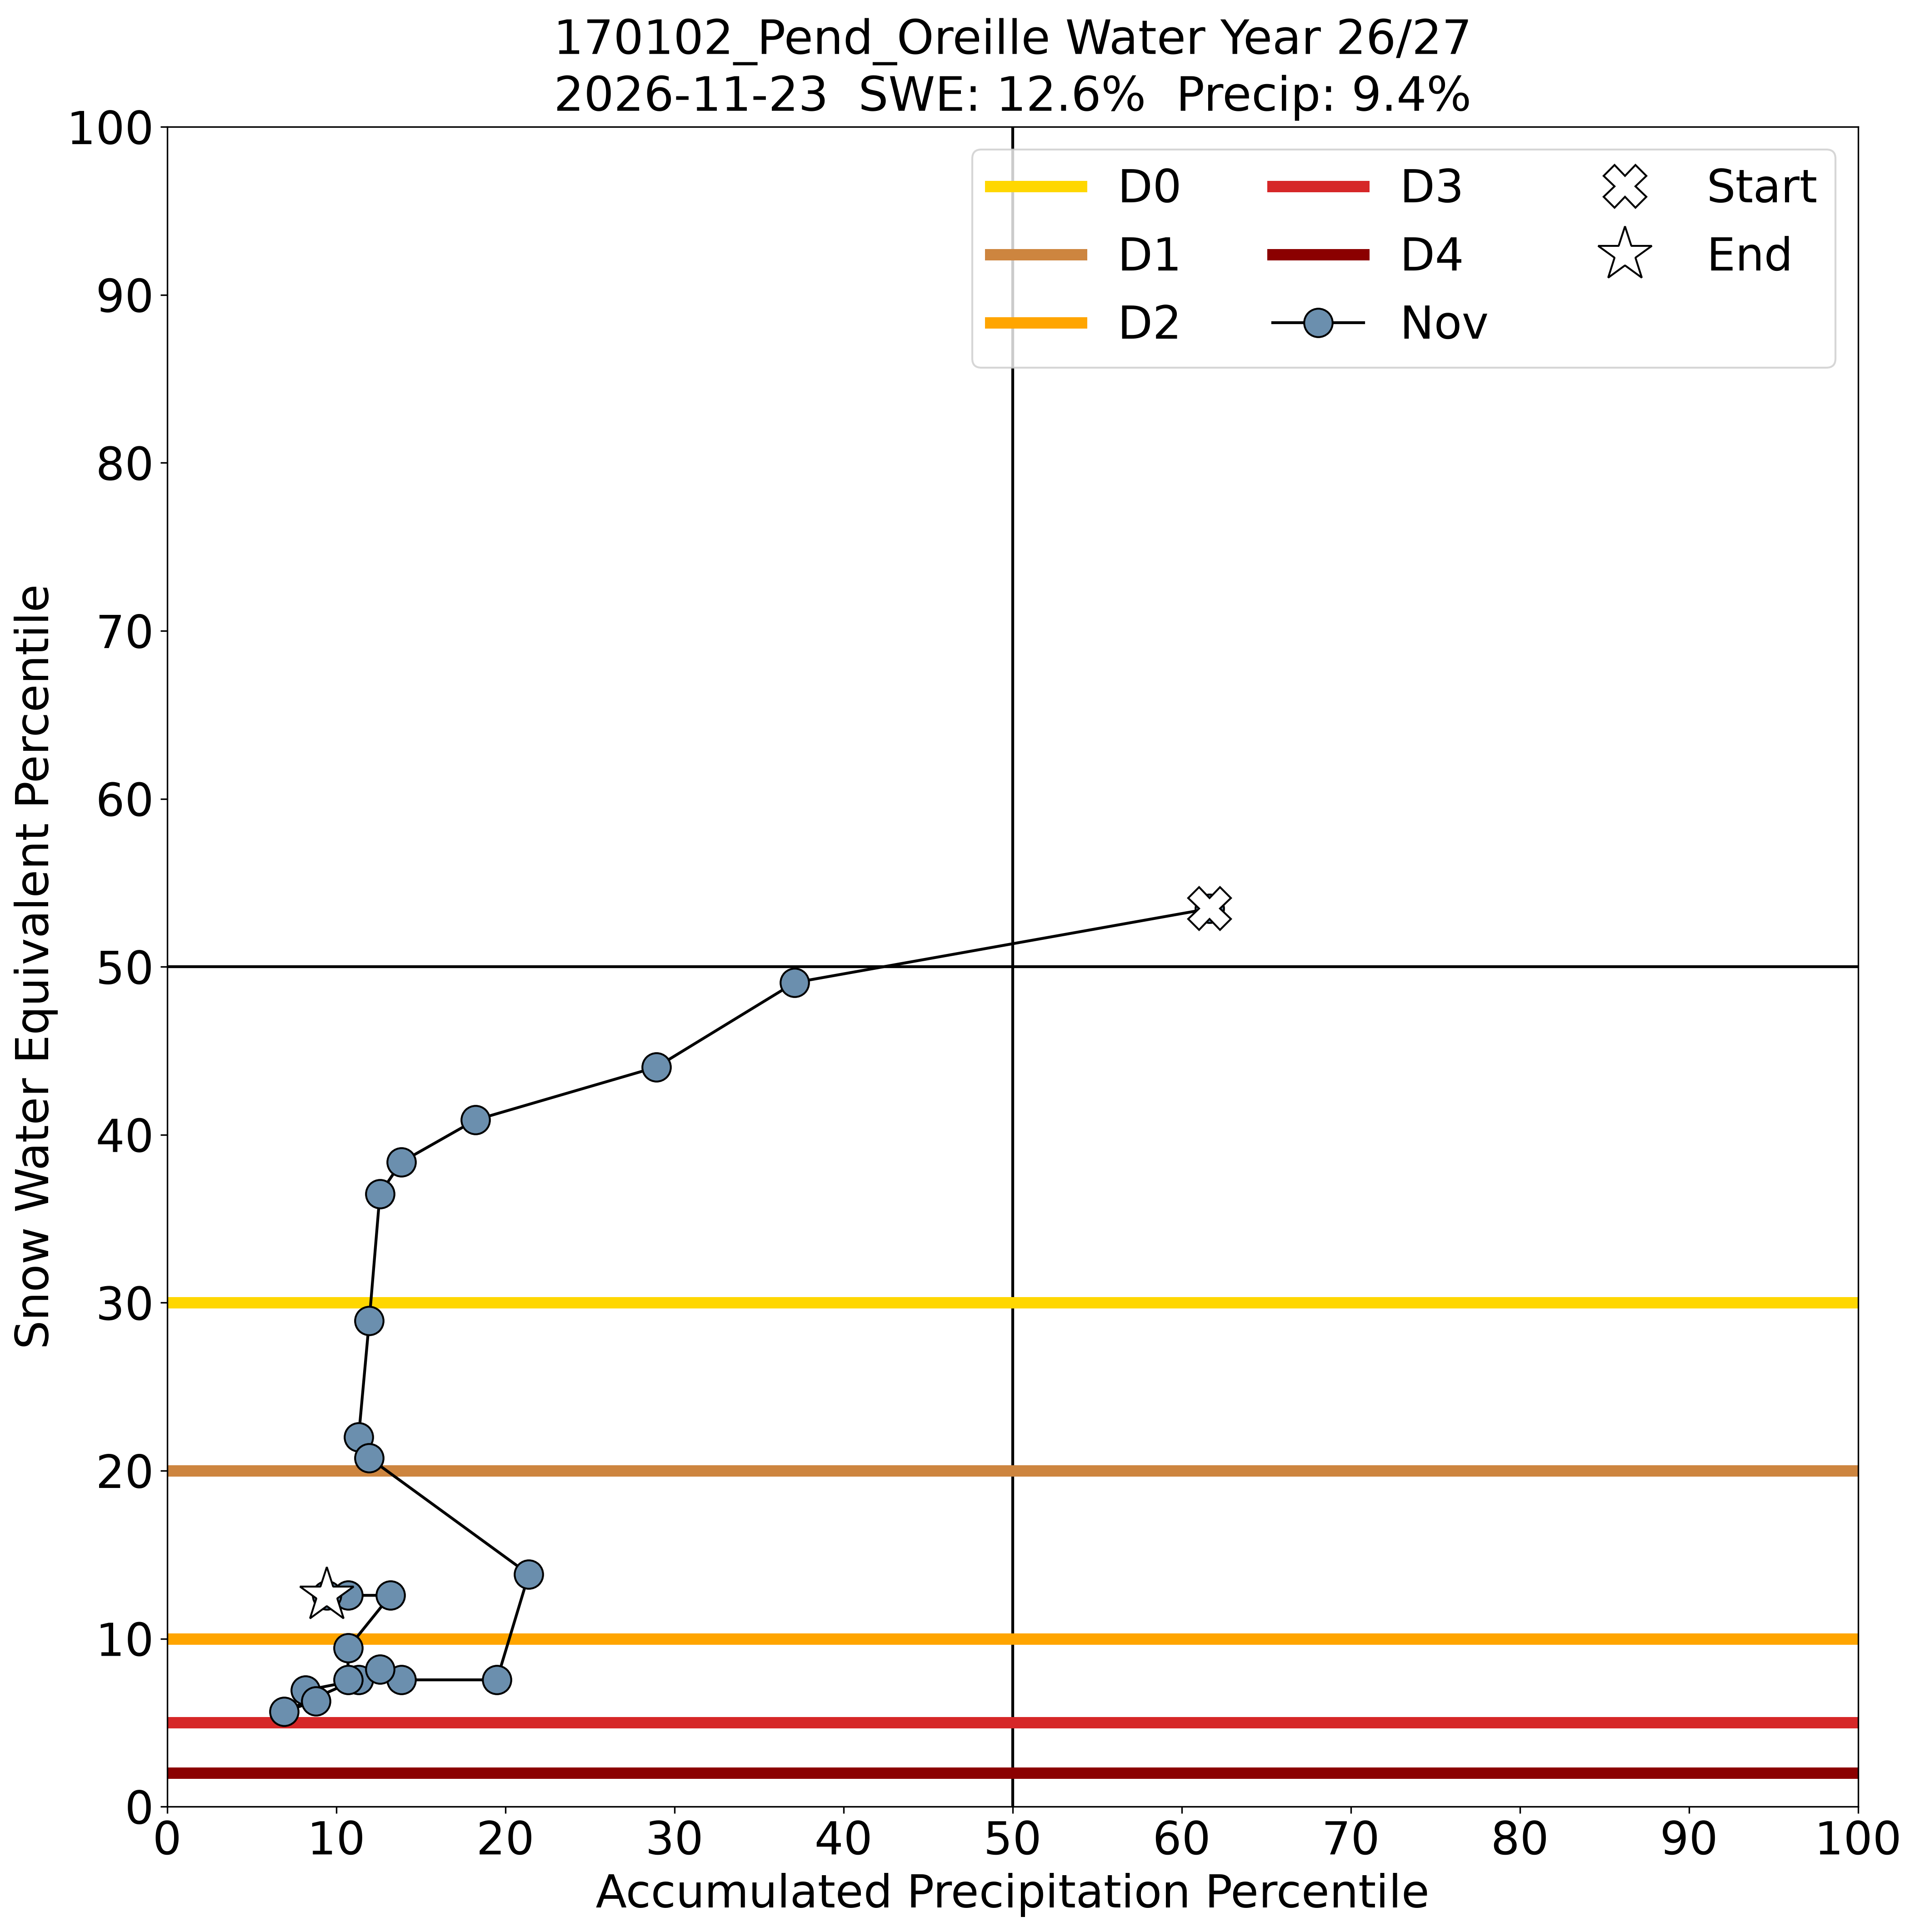 170102_Pend_Oreille Water Year 26/27
2026-11-23  SWE: 12.6%  Precip: 9.4%
D0
D1
D2
D3
D4
Nov
Start
End
Snow Water Equivalent Percentile
100
90
80
70
60
50
40
30
20
10
0
0 10 20 30 40 50 60 70 80 90 100
Accumulated Precipitation Percentile